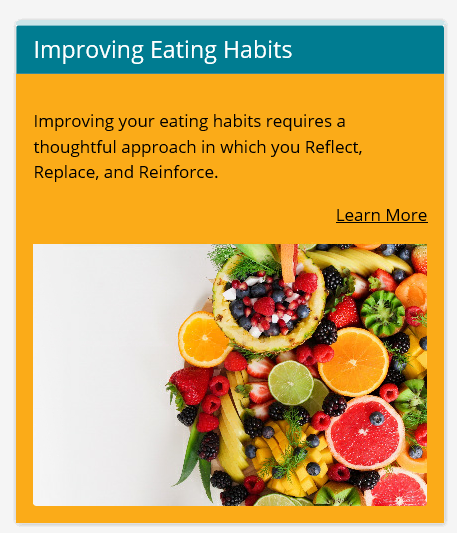 Improving Eating Habits
Improving your eating habits requires a
thoughtful approach in which you Reflect,
Replace, and Reinforce.
Learn More